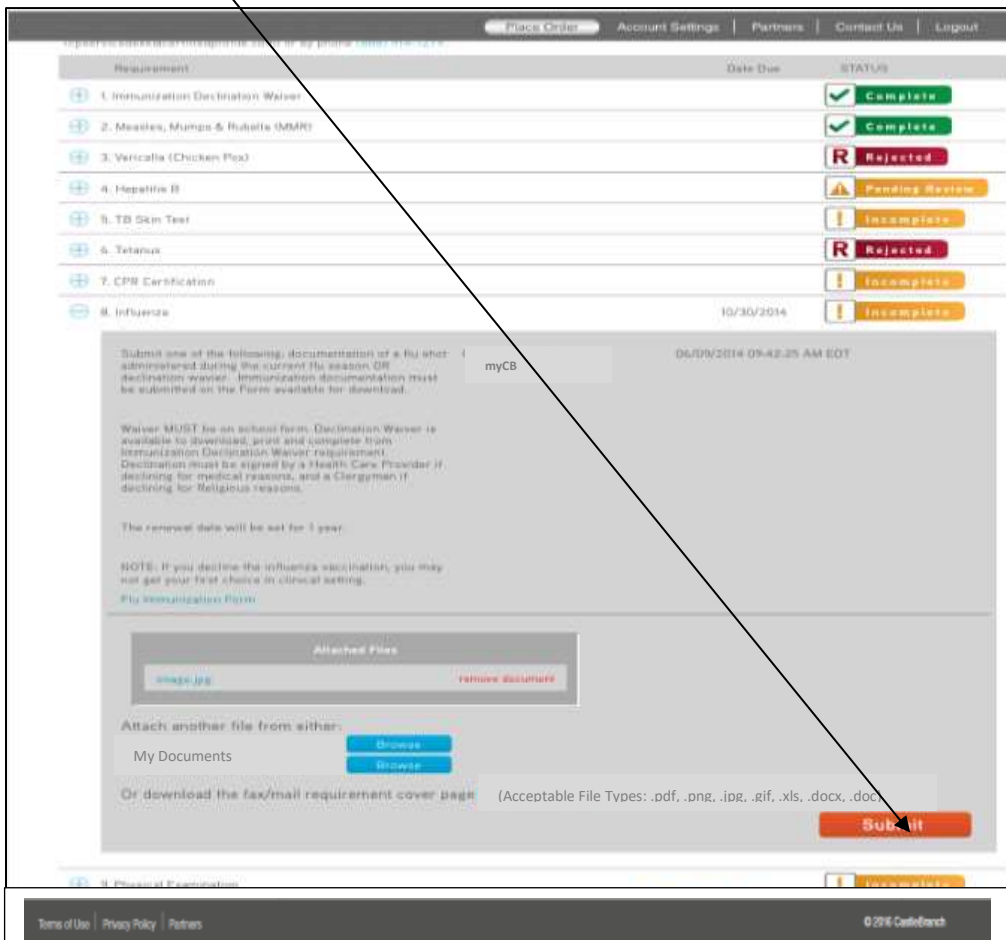 Place Order | Account Settings | Partners | Contact Us | Logout
Requirement Date Due STATUS
1. Immunization Declination Waiver Complete
2. Measles, Mumps & Rubella (MMR) Complete
3. Varicella (Chicken Pox) R Rejected
4. Hepatitis B Pending Review
5. TB Skin Test ! Incomplete
6. Tetanus R Rejected
7. CPR Certification ! Incomplete
8. Influenza 10/30/2014 ! Incomplete
Submit one of the following: documentation of a flu shot myCB 06/09/2014 09:42:25 AM EDT
administered during the current flu season OR
declination wavier. Immunization documentation must
be submitted on the Form available for download.
Waiver MUST be on school form. Declination Waiver is
available to download, print and complete from
Immunization Declination Waiver requirement.
Declination must be signed by a Health Care Provider if
declining for medical reasons, and a Clergyman if
declining for Religious reasons.
The renewal date will be set for 1 year.
NOTE: If you decline the influenza vaccination, you may
not get your first choice in clinical setting.
Flu Immunization Form
Attached Files
image.jpg remove document
Attach another file from either:
Browse
My Documents
Browse
Or download the fax/mail requirement cover page (Acceptable File Types: .pdf, .png, .jpg, .gif, .xls, .docx, .doc)
Submit
9. Physical Examination ! Incomplete
Terms of Use | Privacy Policy | Partners © 2016 CastleBranch